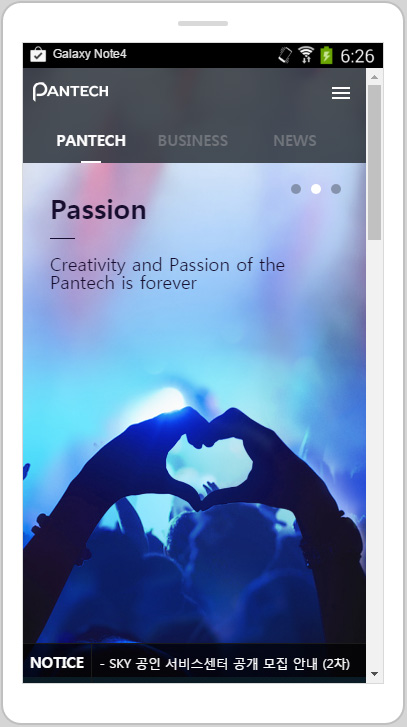 Galaxy Note4
6:26
PANTECH
PANTECH BUSINESS NEWS
Passion
Creativity and Passion of the
Pantech is forever
NOTICE - SKY 공인 서비스센터 공개 모집 안내 (2차)